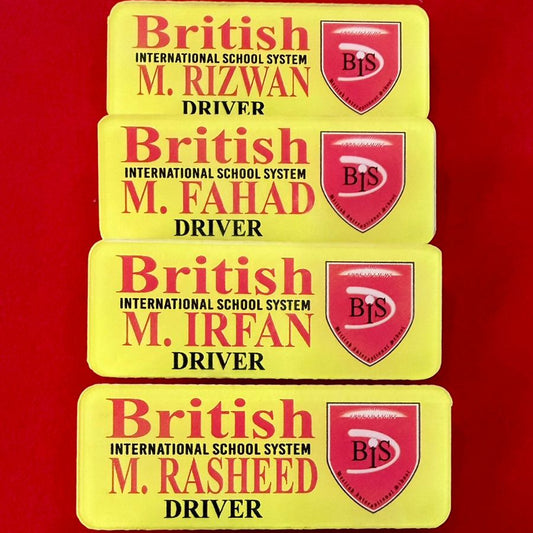 British
INTERNATIONAL SCHOOL SYSTEM
M. RIZWAN
DRIVER
BIS
British
INTERNATIONAL SCHOOL SYSTEM
M. FAHAD
DRIVER
BIS
British
INTERNATIONAL SCHOOL SYSTEM
M. IRFAN
DRIVER
BIS
British
INTERNATIONAL SCHOOL SYSTEM
M. RASHEED
DRIVER
BIS